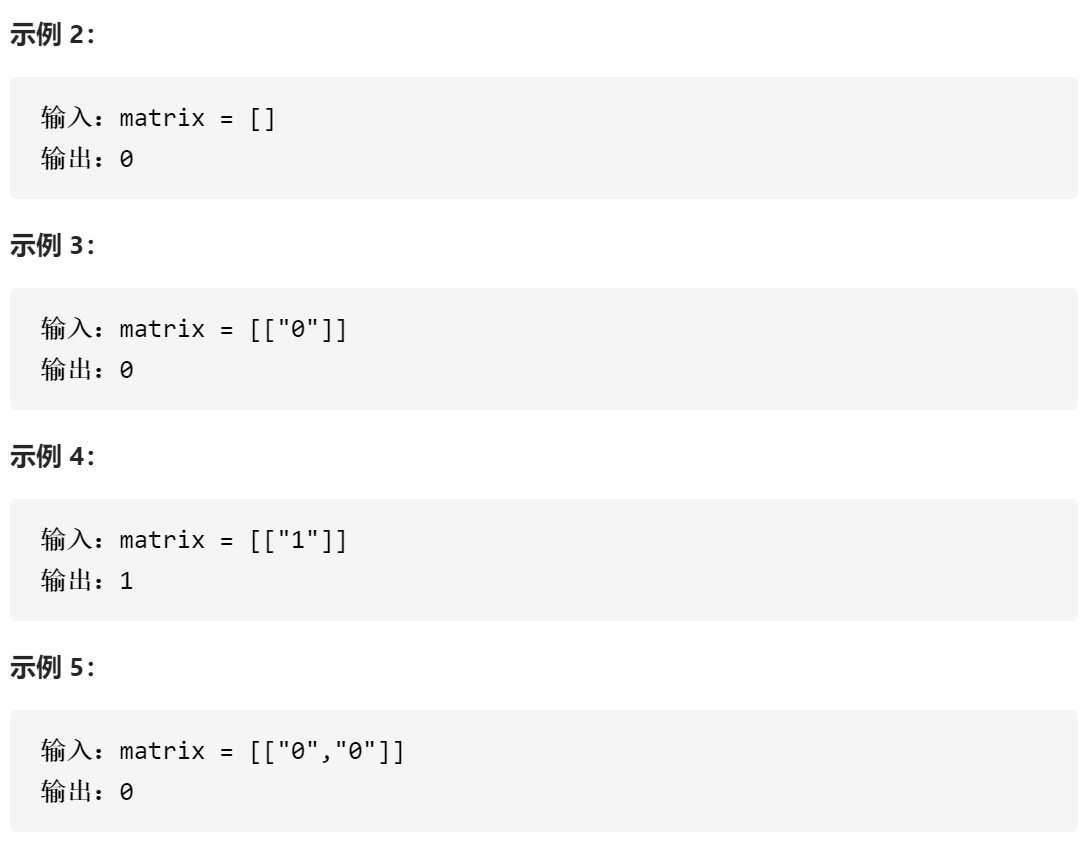 示例 2：
输入：matrix = []
输出：0
示例 3：
输入：matrix = [["0"]]
输出：0
示例 4：
输入：matrix = [["1"]]
输出：1
示例 5：
输入：matrix = [["0","0"]]
输出：0